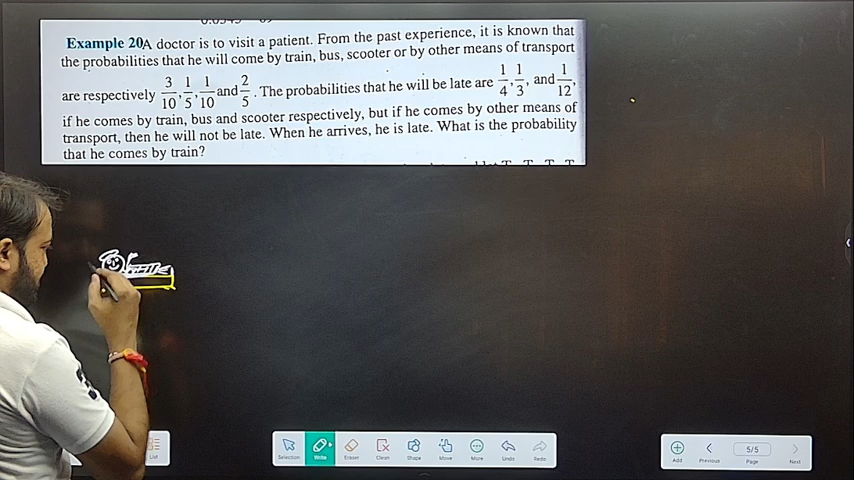 Example 20 A doctor is to visit a patient. From the past experience, it is known that
the probabilities that he will come by train, bus, scooter or by other means of transport
are respectively 3/10, 1/5, 1/10 and 2/5. The probabilities that he will be late are 1/4, 1/3, and 1/12,
if he comes by train, bus and scooter respectively, but if he comes by other means of
transport, then he will not be late. When he arrives, he is late. What is the probability
that he comes by train?
List
Selection
Write
Eraser
Clean
Shape
Move
More
Undo
Redo
Add
Previous
5/5
Page
Next